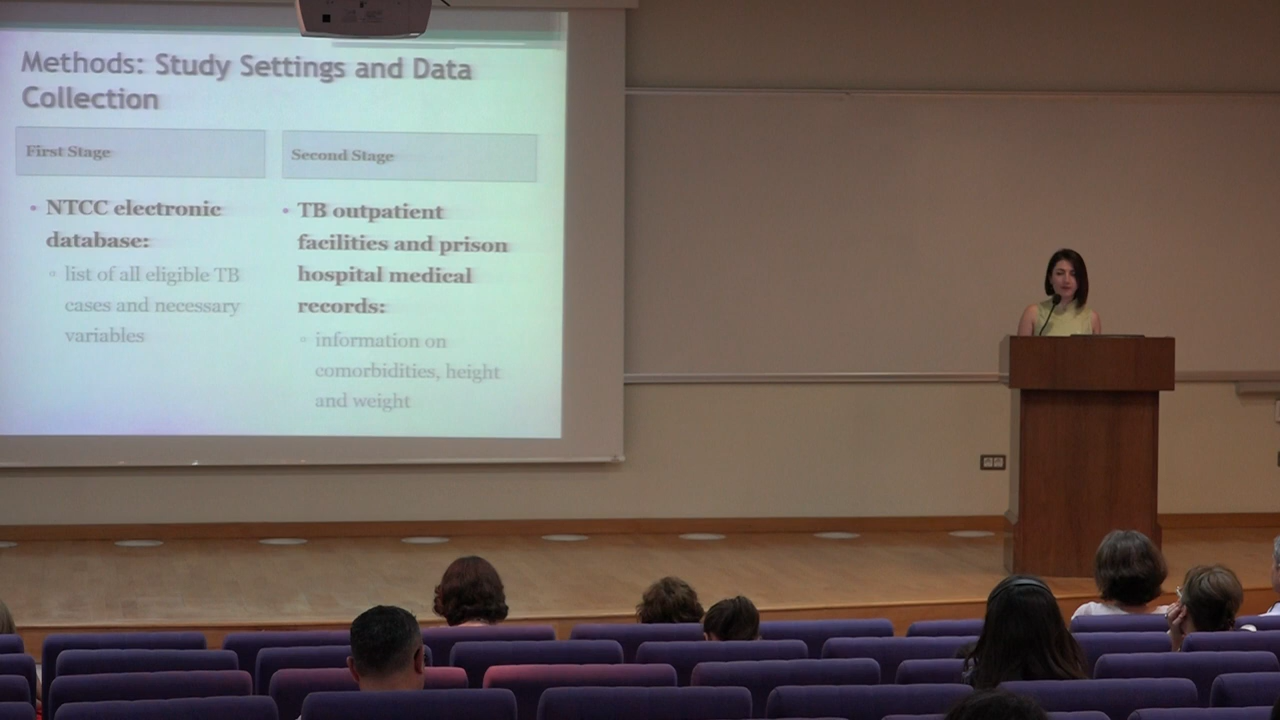 Methods: Study Settings and Data
Collection
First Stage
• NTCC electronic
database:
▫ list of all eligible TB
cases and necessary
variables
Second Stage
• TB outpatient
facilities and prison
hospital medical
records:
▫ information on
comorbidities, height
and weight